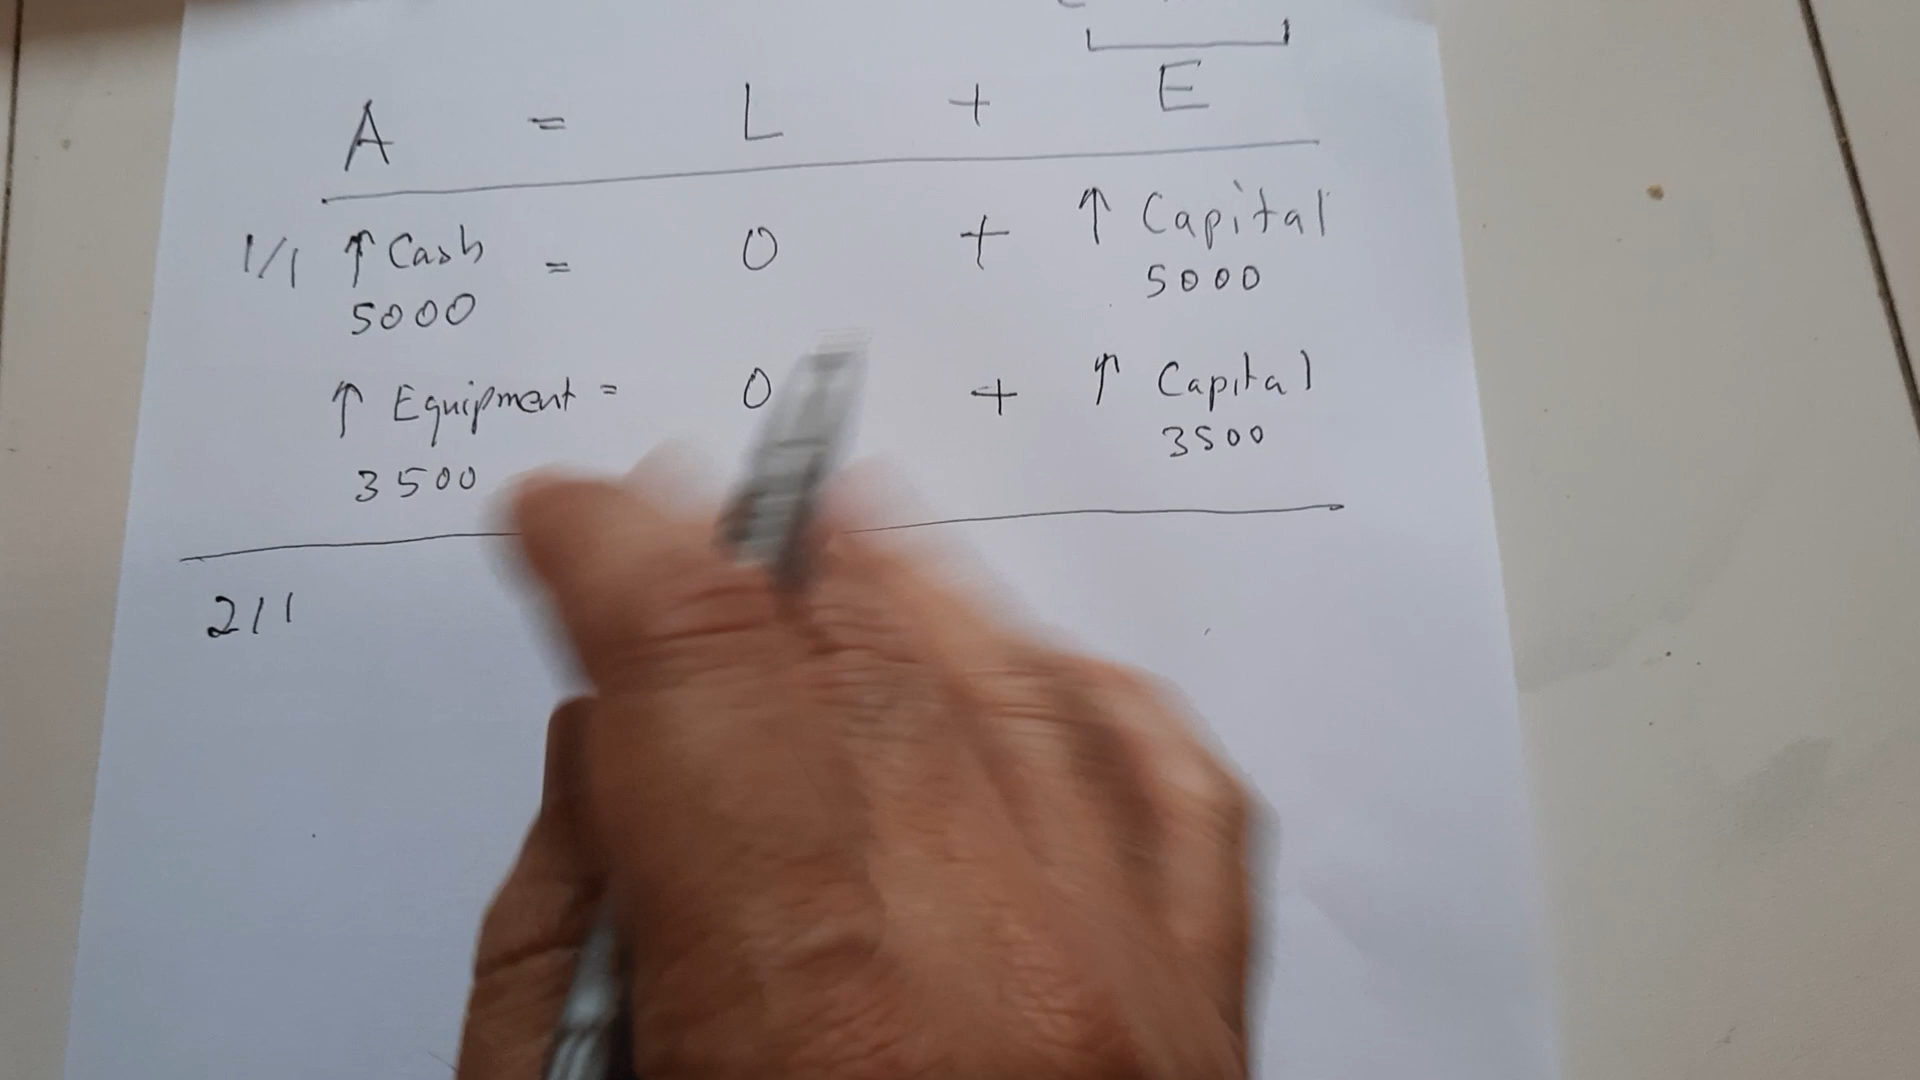 A = L + E
1/1 ↑ Cash = 0 + ↑ Capital
5000 5000
↑ Equipment = 0 + ↑ Capital
3500 3500
2/1